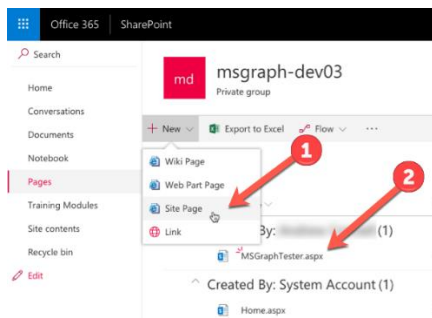 Office 365 SharePoint
Search
Home
Conversations
Documents
Notebook
Pages
Training Modules
Site contents
Recycle bin
Edit
md
msgraph-dev03
Private group
+ New Export to Excel Flow ...
Wiki Page
Web Part Page
Site Page
Link
1
2
By: (1)
MSGraphTester.aspx
Created By: System Account (1)
Home.aspx